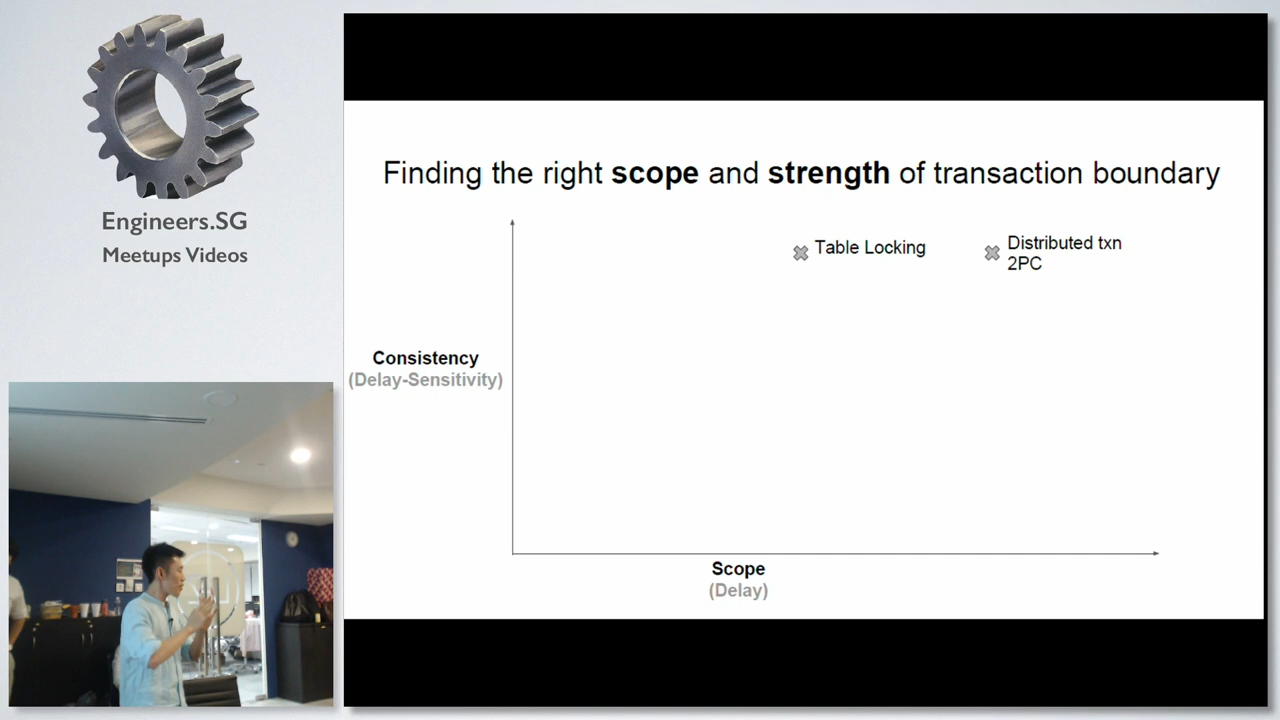 Engineers.SG
Meetups Videos
Finding the right scope and strength of transaction boundary
Table Locking
Distributed txn
2PC
Consistency
(Delay-Sensitivity)
Scope
(Delay)